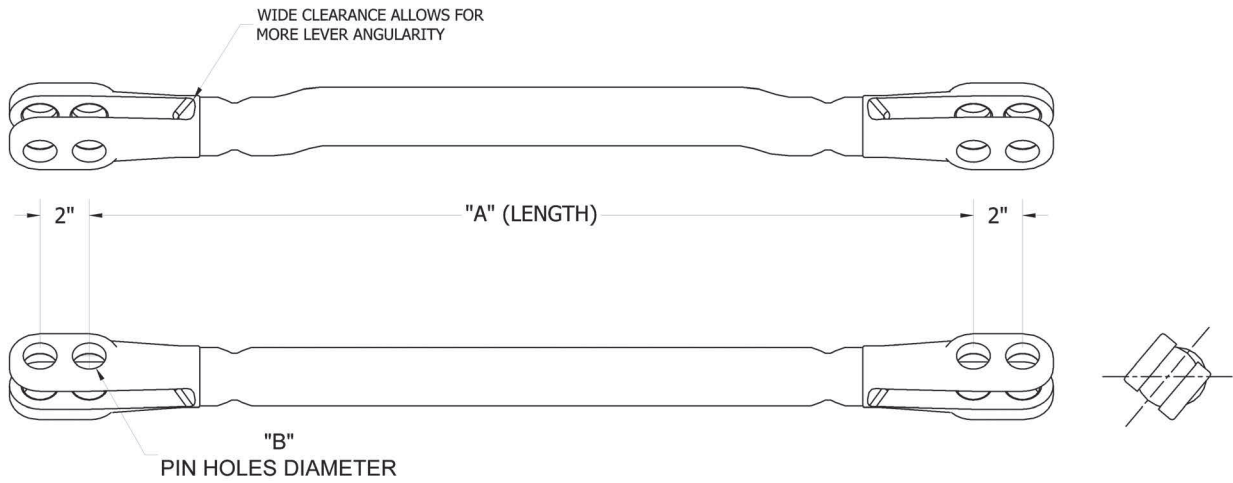 WIDE CLEARANCE ALLOWS FOR
MORE LEVER ANGULARITY
2"
"A" (LENGTH)
2"
"B"
PIN HOLES DIAMETER